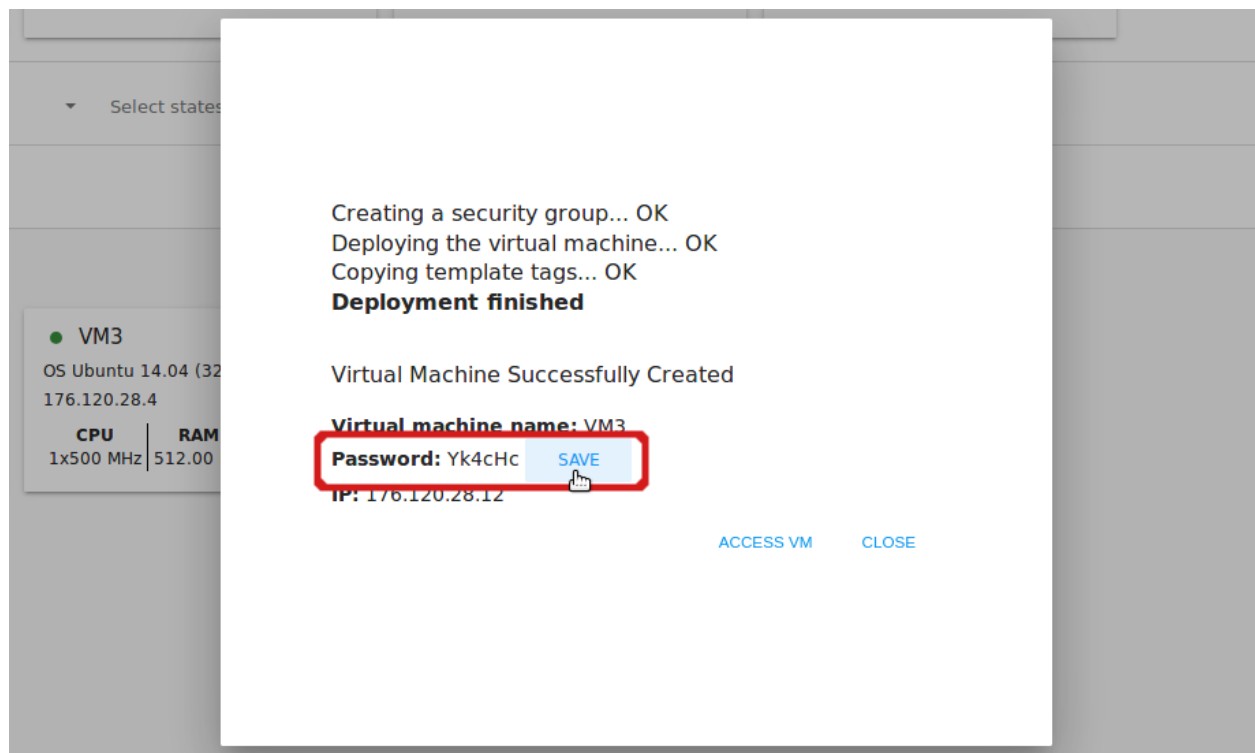 Select states
Creating a security group... OK
Deploying the virtual machine... OK
Copying template tags... OK
Deployment finished
Virtual Machine Successfully Created
Virtual machine name: VM3
Password: Yk4cHc SAVE
IP: 176.120.28.12
ACCESS VM CLOSE
VM3
OS Ubuntu 14.04 (32
176.120.28.4
CPU RAM
1x500 MHz 512.00